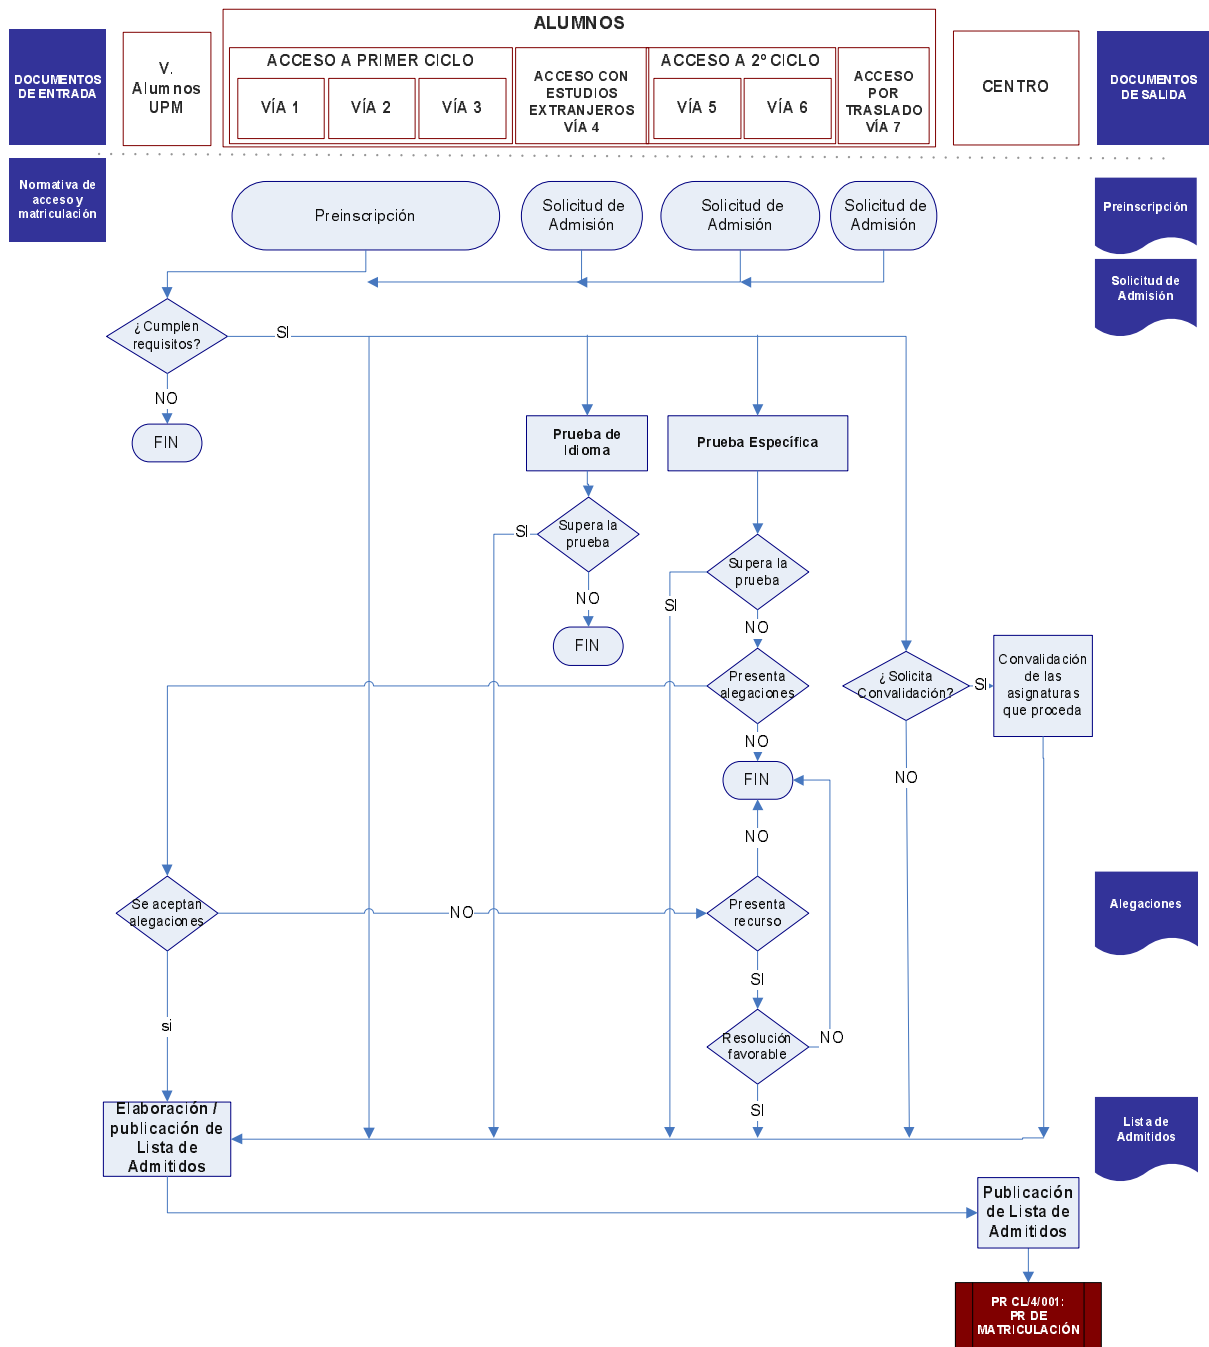 ALUMNOS
DOCUMENTOS
DE ENTRADA
V.
Alumnos
UPM
ACCESO A PRIMER CICLO
VÍA 1
VÍA 2
VÍA 3
ACCESO CON
ESTUDIOS
EXTRANJEROS
VÍA 4
ACCESO A 2º CICLO
VÍA 5
VÍA 6
ACCESO
POR
TRASLADO
VÍA 7
CENTRO
DOCUMENTOS
DE SALIDA
Normativa de
acceso y
matriculación
Preinscripción
Solicitud de
Admisión
Solicitud de
Admisión
Solicitud de
Admisión
Preinscripción
Solicitud de
Admisión
¿Cumplen
requisitos?
SI
NO
FIN
Prueba de
Idioma
Prueba Específica
Supera la
prueba
SI
NO
FIN
Supera la
prueba
SI
NO
Presenta
alegaciones
NO
FIN
¿Solicita
Convalidación?
SI
NO
Convalidación
de las
asignaturas
que proceda
NO
Se aceptan
alegaciones
NO
Presenta
recurso
Alegaciones
SI
si
Resolución
favorable
NO
SI
Elaboración /
publicación de
Lista de
Admitidos
Lista de
Admitidos
Publicación
de Lista de
Admitidos
PR CL/4/001:
PR DE
MATRICULACIÓN